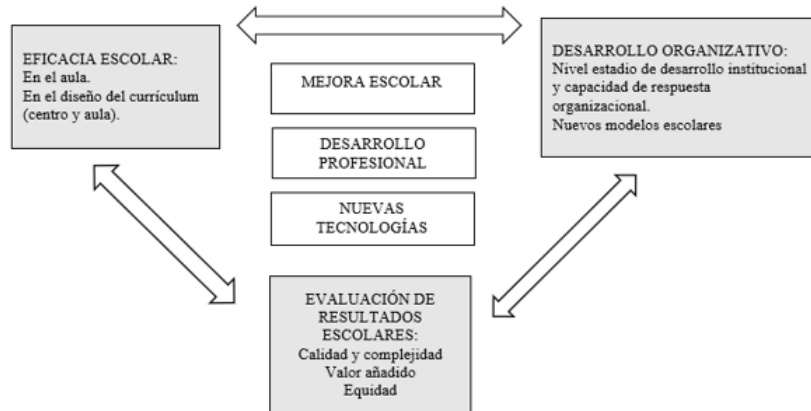 EFICACIA ESCOLAR:
En el aula.
En el diseño del currículum
(centro y aula).
MEJORA ESCOLAR
DESARROLLO
PROFESIONAL
NUEVAS
TECNOLOGÍAS
DESARROLLO ORGANIZATIVO:
Nivel estadio de desarrollo institucional
y capacidad de respuesta
organizacional.
Nuevos modelos escolares
EVALUACIÓN DE
RESULTADOS
ESCOLARES:
Calidad y complejidad
Valor añadido
Equidad